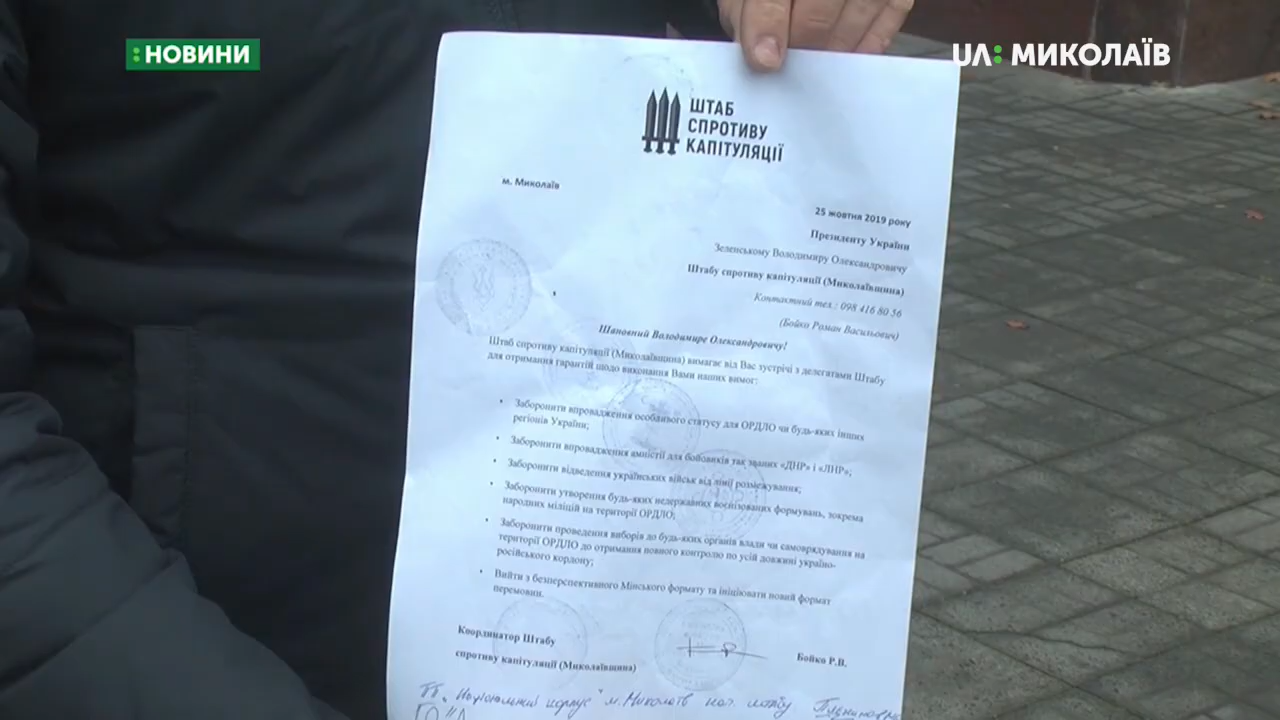 :НОВИНИ
UA: МИКОЛАЇВ
ШТАБ
СПРОТИВУ
КАПІТУЛЯЦІЇ
м. Миколаїв
25 жовтня 2019 року
Президенту України
Зеленському Володимиру Олександровичу
Штабу спротиву капітуляції (Миколаївщина)
Контактний тел.: 098 416 80 56
(Бойко Роман Васильович)
Шановний Володимире Олександровичу!
Штаб спротиву капітуляції (Миколаївщина) вимагає від Вас зустрічі з делегатами Штабу
для отримання гарантій щодо виконання Вами наших вимог:
• Заборонити впровадження особливого статусу для ОРДЛО чи будь-яких інших
регіонів України;
• Заборонити впровадження амністії для бойовиків так званих «ДНР» і «ЛНР»;
• Заборонити відведення українських військ від лінії розмежування;
• Заборонити утворення будь-яких недержавних воєнізованих формувань, зокрема
народних міліцій на території ОРДЛО;
• Заборонити проведення виборів до будь-яких органів влади чи самоврядування на
території ОРДЛО до отримання повного контролю по усій довжині україно-
російського кордону;
• Вийти з безперспективного Мінського формату та ініціювати новий формат
перемовин.
Координатор Штабу
спротиву капітуляції (Миколаївщина)
Бойко Р.В.
Національний корпус" м. Миколаїв